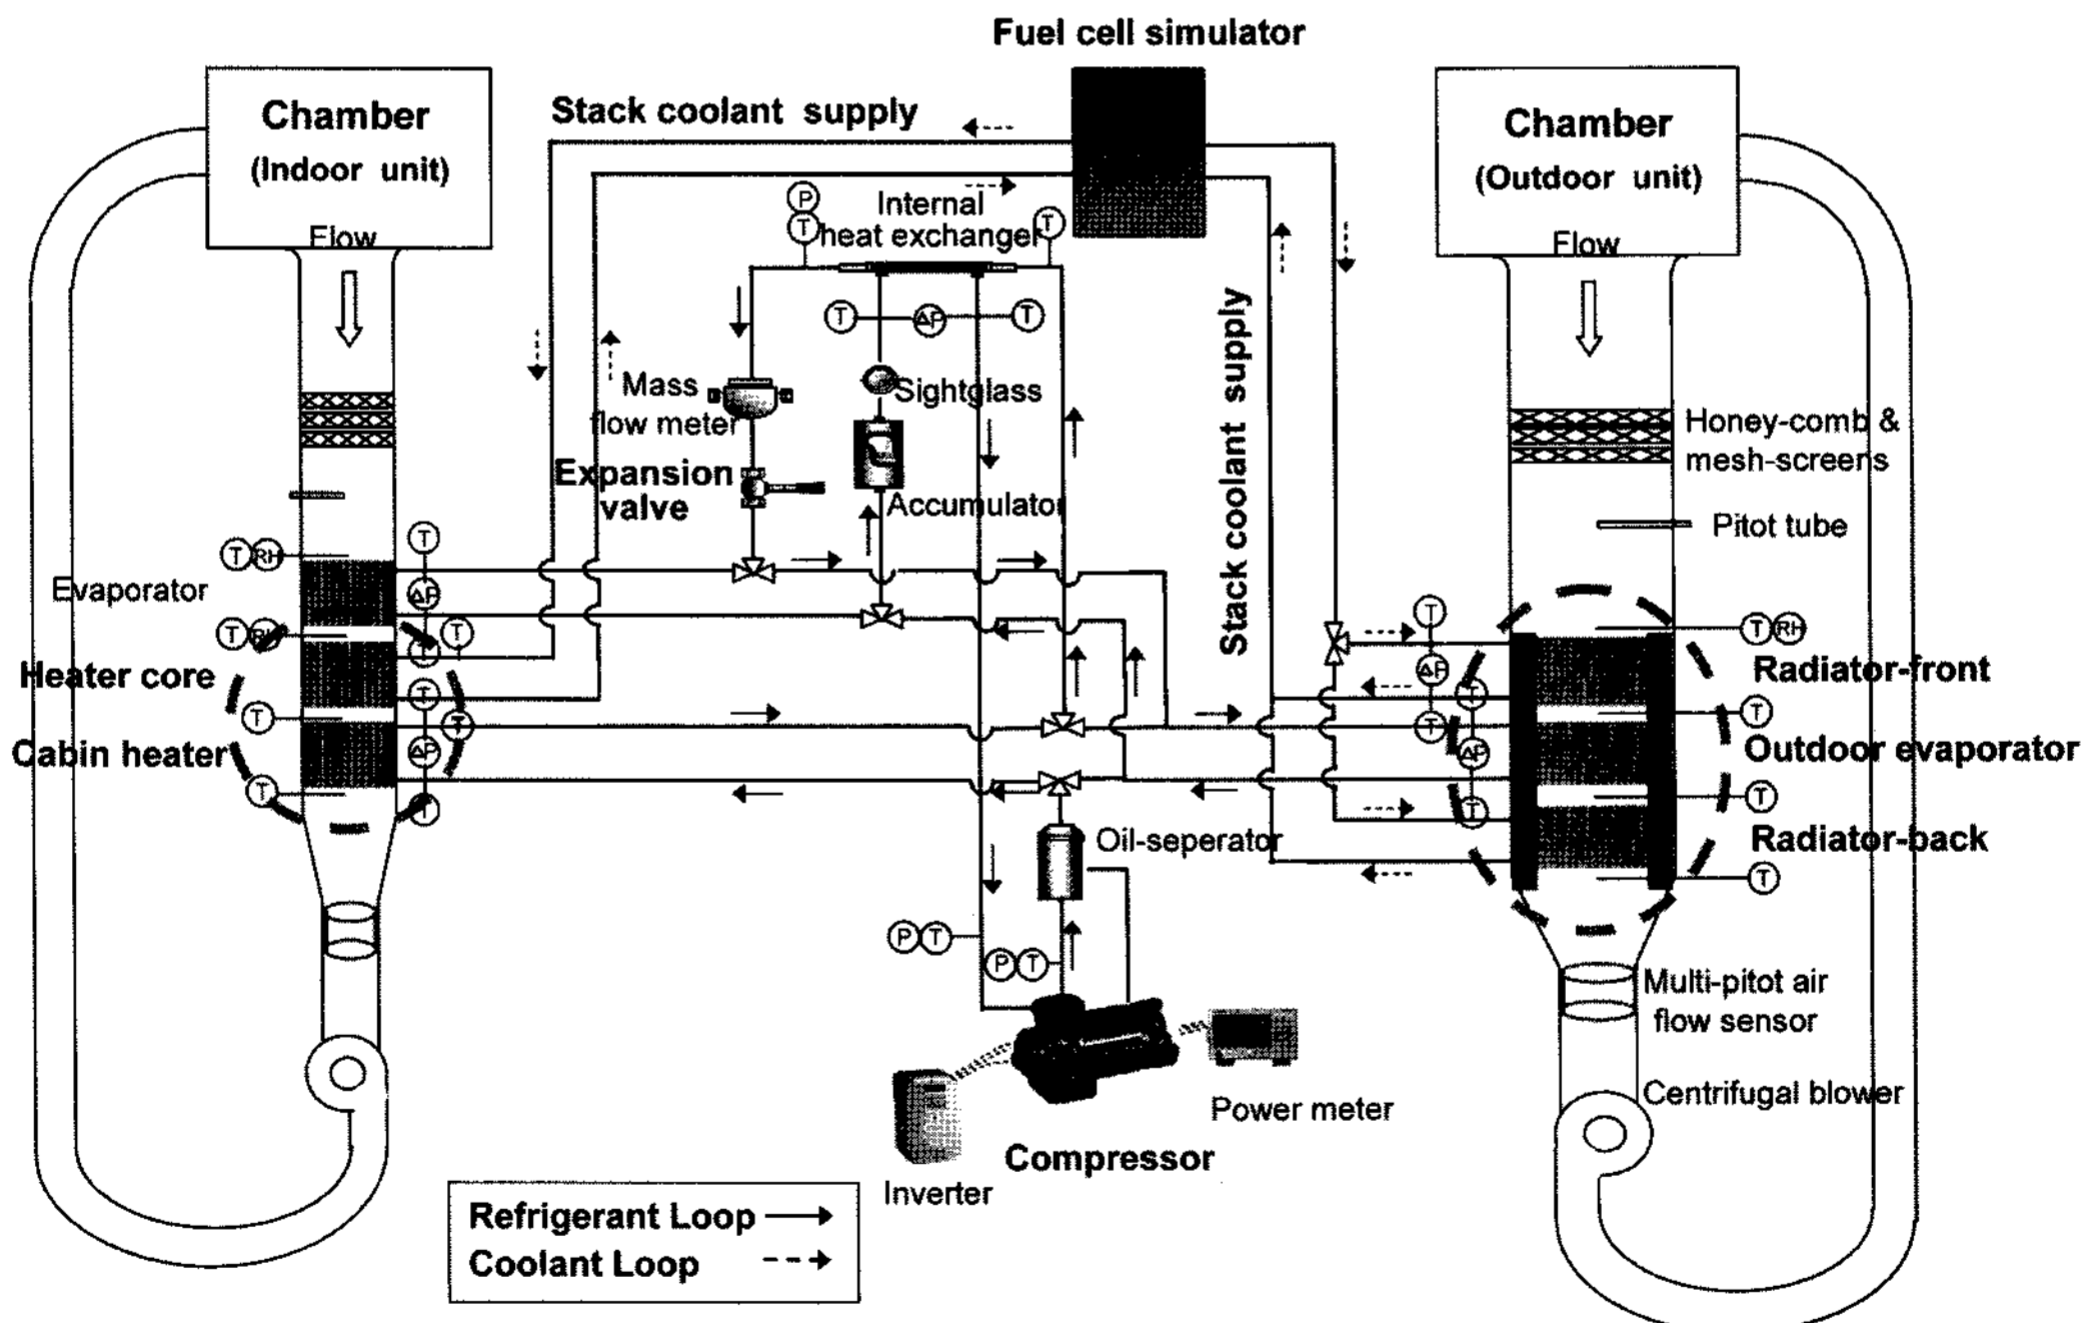 Fuel cell simulator
Chamber
(Indoor unit)
Flow
Stack coolant supply
Chamber
(Outdoor unit)
Flow
P
T
Internal
heat exchanger
T
T
ΔP
T
Mass
flow meter
Sightglass
Expansion
valve
Accumulator
Stack coolant supply
Honey-comb &
mesh-screens
Pitot tube
T RH
T
Evaporator
ΔP
T RH
T
T
Heater core
T
T
T
Cabin heater
ΔP
T
T
T
ΔP
T
T
ΔP
T
T RH
Radiator-front
T
Outdoor evaporator
T
Radiator-back
T
Oil-seperator
P T
P T
Multi-pitot air
flow sensor
Centrifugal blower
Power meter
Compressor
Inverter
Refrigerant Loop
Coolant Loop